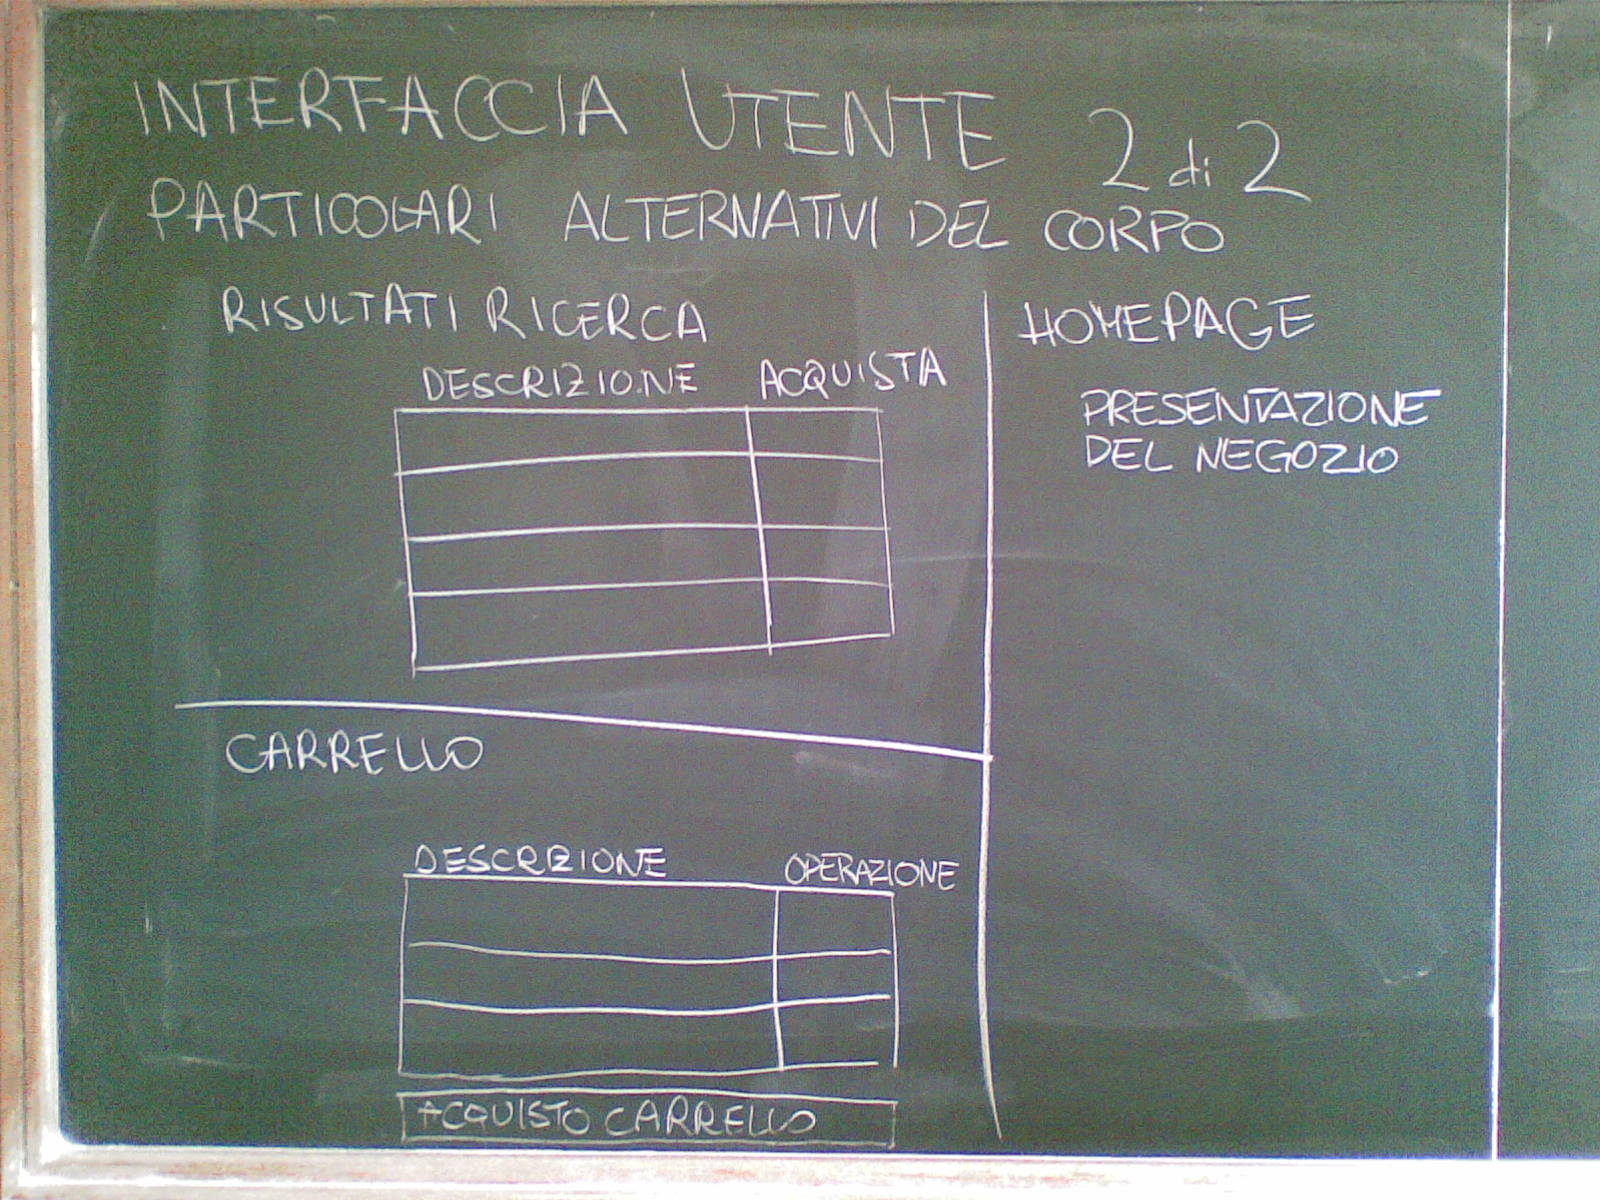 INTERFACCIA UTENTE 2 di 2
PARTICOLARI ALTERNATIVI DEL CORPO
RISULTATI RICERCA
DESCRIZIONE ACQUISTA
CARRELLO
DESCRIZIONE OPERAZIONE
ACQUISTO CARRELLO
HOMEPAGE
PRESENTAZIONE
DEL NEGOZIO